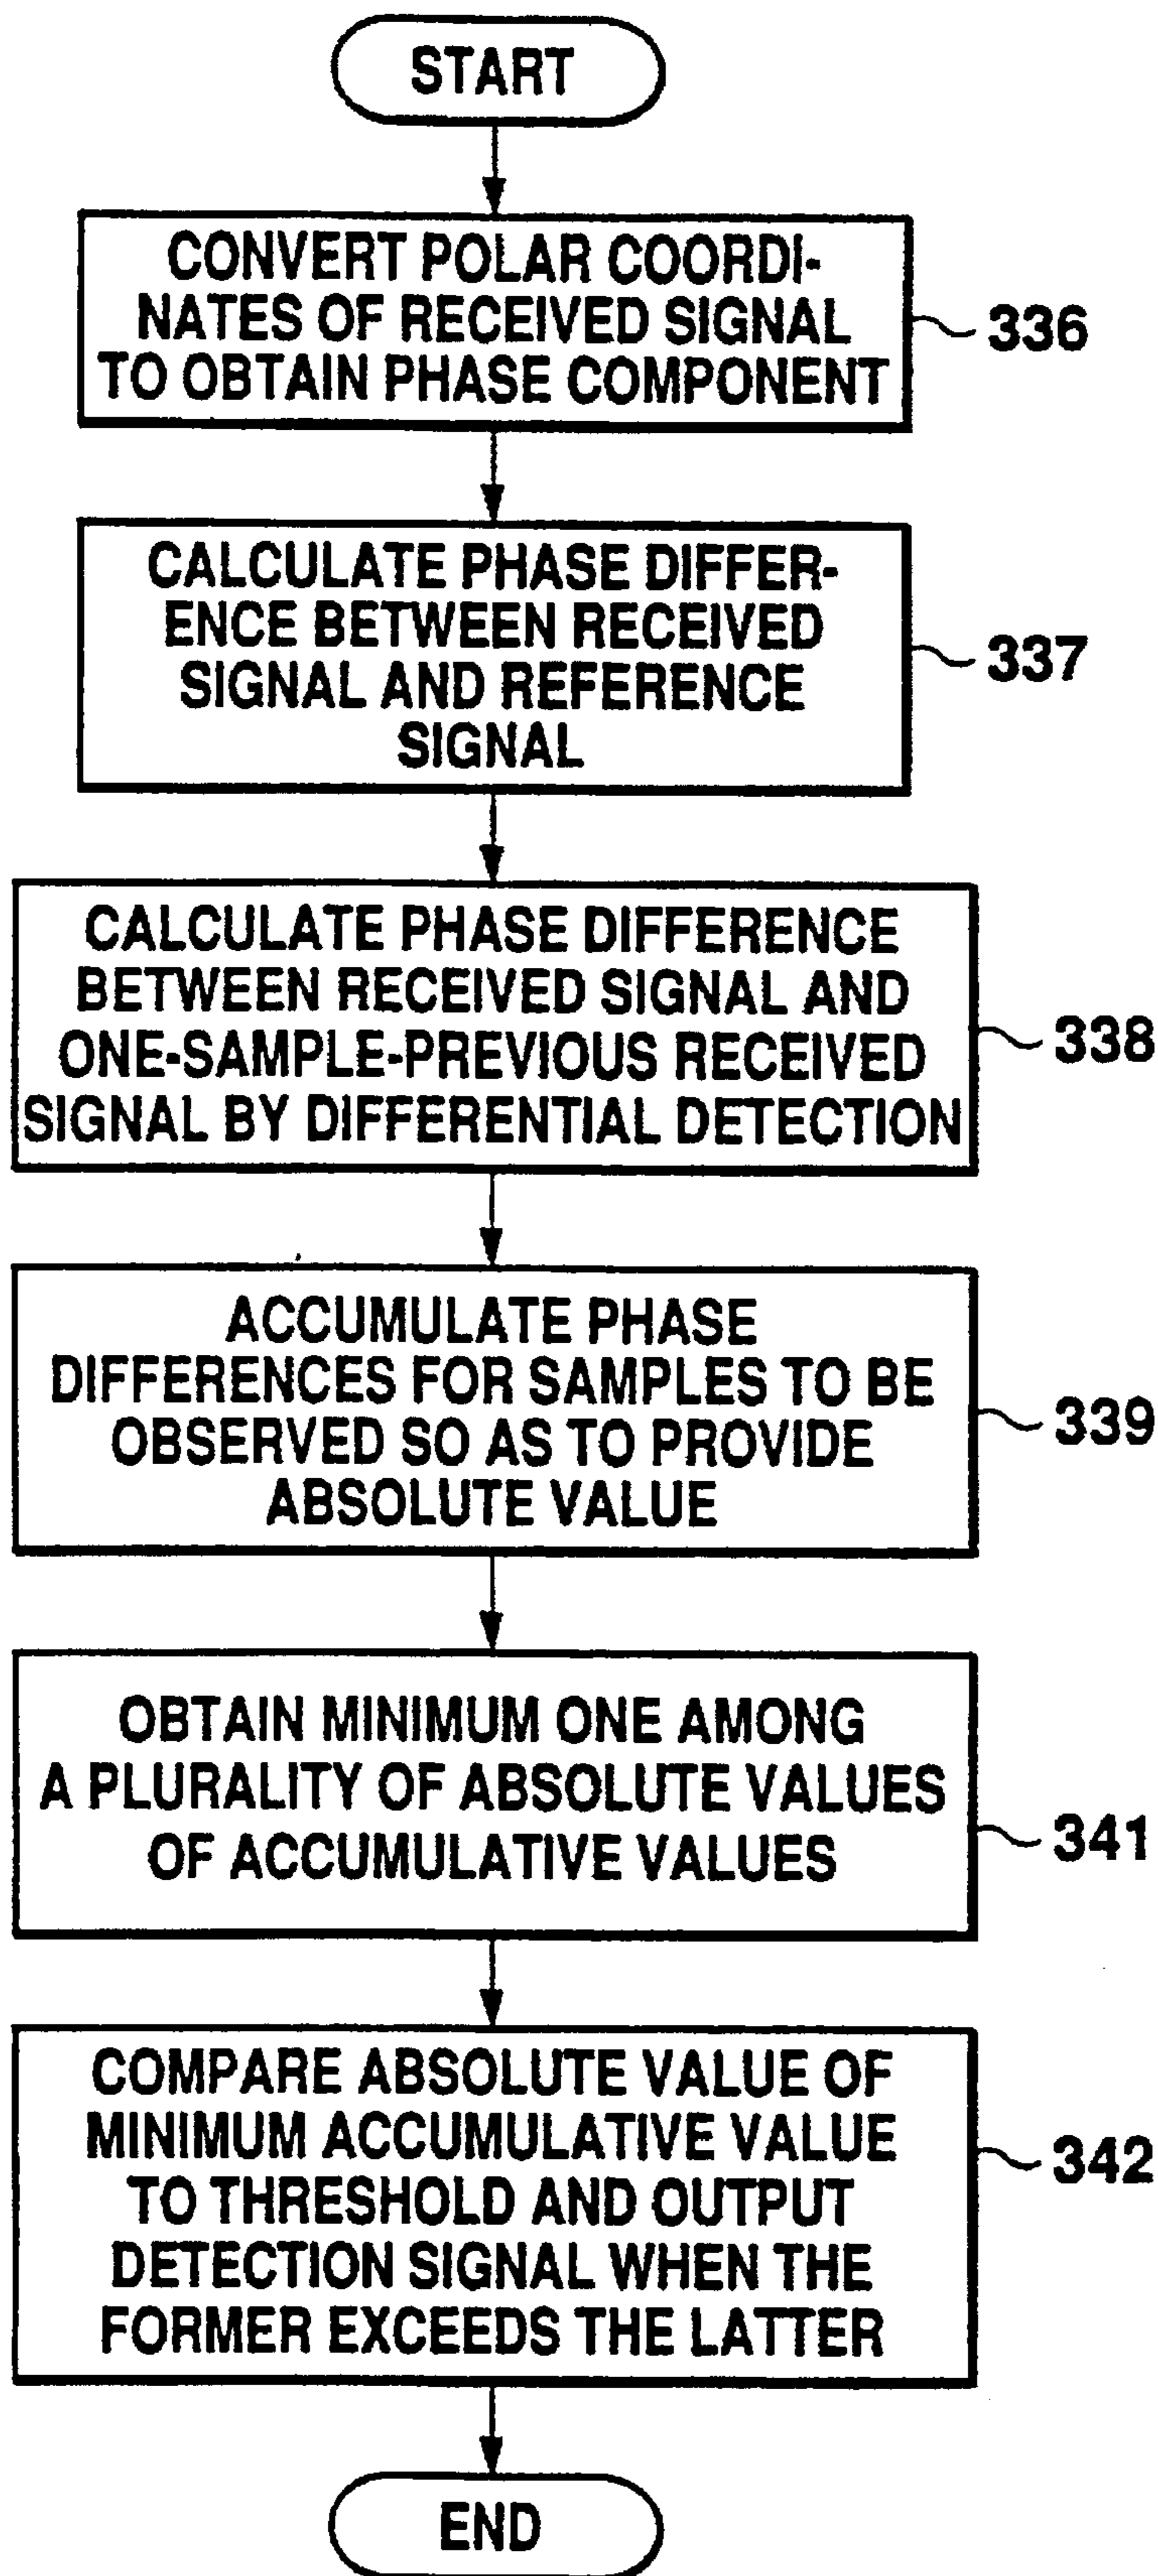 START
CONVERT POLAR COORDI-
NATES OF RECEIVED SIGNAL
TO OBTAIN PHASE COMPONENT
336
CALCULATE PHASE DIFFER-
ENCE BETWEEN RECEIVED
SIGNAL AND REFERENCE
SIGNAL
337
CALCULATE PHASE DIFFERENCE
BETWEEN RECEIVED SIGNAL AND
ONE-SAMPLE-PREVIOUS RECEIVED
SIGNAL BY DIFFERENTIAL DETECTION
338
ACCUMULATE PHASE
DIFFERENCES FOR SAMPLES TO BE
OBSERVED SO AS TO PROVIDE
ABSOLUTE VALUE
339
OBTAIN MINIMUM ONE AMONG
A PLURALITY OF ABSOLUTE VALUES
OF ACCUMULATIVE VALUES
341
COMPARE ABSOLUTE VALUE OF
MINIMUM ACCUMULATIVE VALUE
TO THRESHOLD AND OUTPUT
DETECTION SIGNAL WHEN THE
FORMER EXCEEDS THE LATTER
342
END